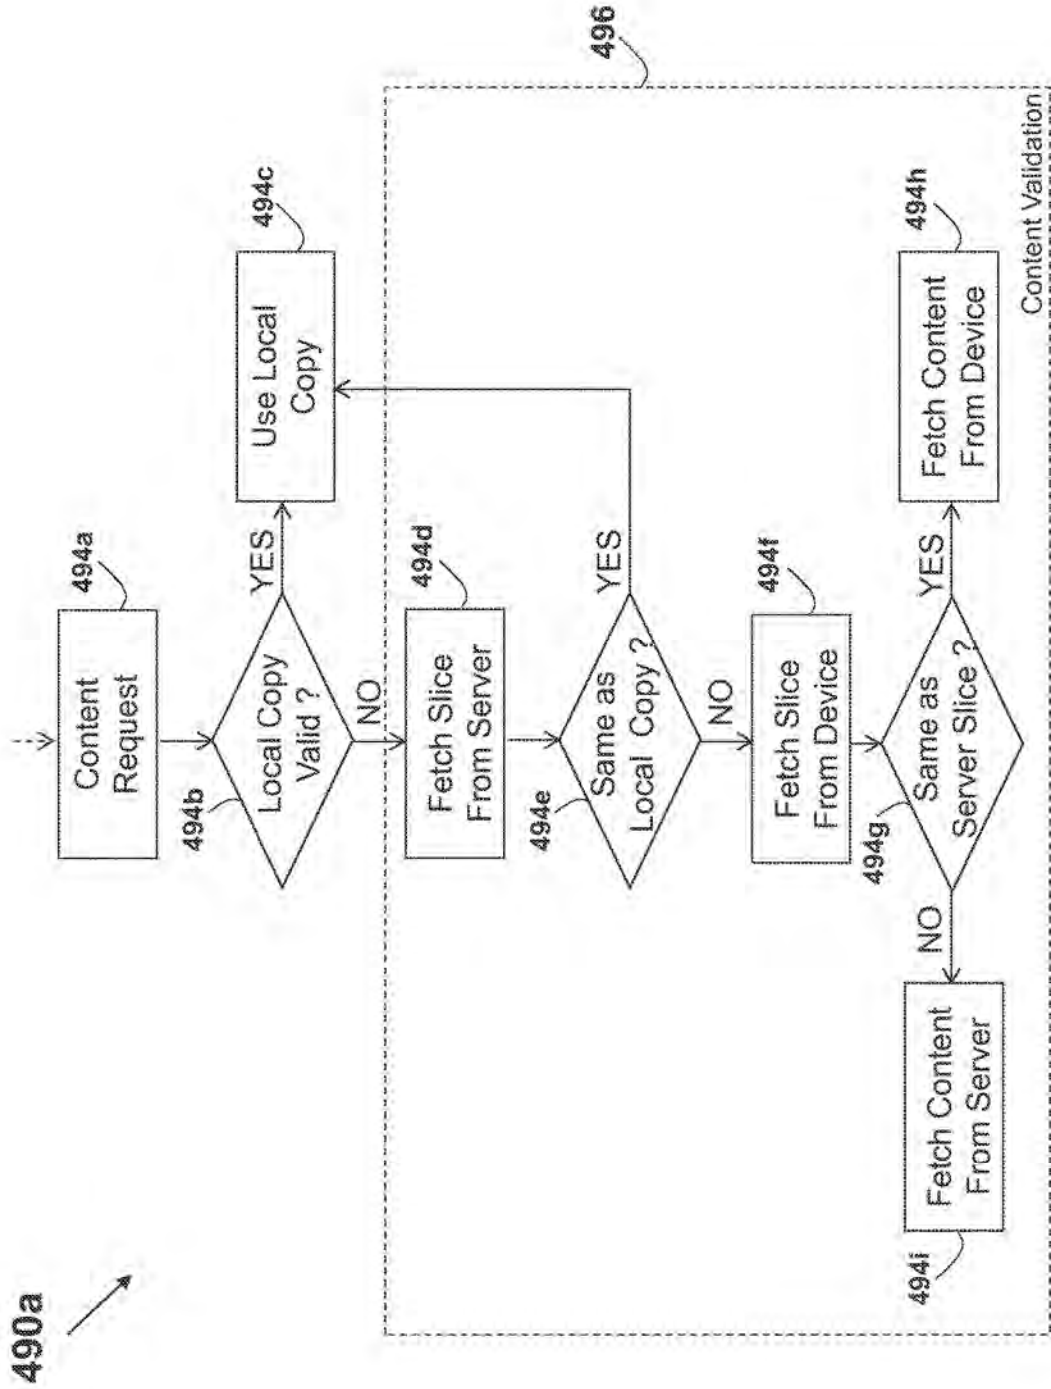 490a
Content
Request
494a
Local Copy
Valid ?
494b
YES
Use Local
Copy
494c
NO
496
Fetch Slice
From Server
494d
Same as
Local Copy ?
494e
YES
NO
Fetch Slice
From Device
494f
Same as
Server Slice ?
494g
NO
YES
Fetch Content
From Server
494i
Fetch Content
From Device
494h
Content Validation